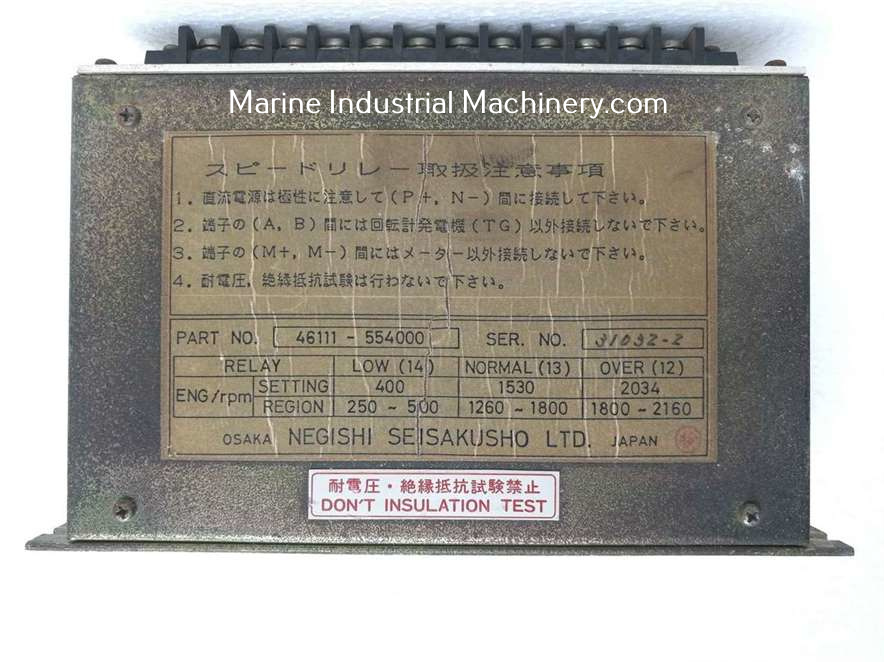 Marine Industrial Machinery.com
スピードリレー取扱注意事項
1. 直流電源は極性に注意して(P+, N-)間に接続して下さい。
2. 端子の(A, B)間には回転計発電機(TG)以外接続しないで下さい。
3. 端子の(M+, M-)間にはメーター以外接続しないで下さい。
4. 耐電圧, 絶縁抵抗試験は行わないで下さい。
PART NO. 46111 - 554000 SER. NO. 31032-2
RELAY LOW (14) NORMAL (13) OVER (12)
ENG/rpm SETTING 400 1530 2034
REGION 250 ~ 500 1260 ~ 1800 1800 ~ 2160
OSAKA NEGISHI SEISAKUSHO LTD. JAPAN
耐電圧・絶縁抵抗試験禁止
DON'T INSULATION TEST